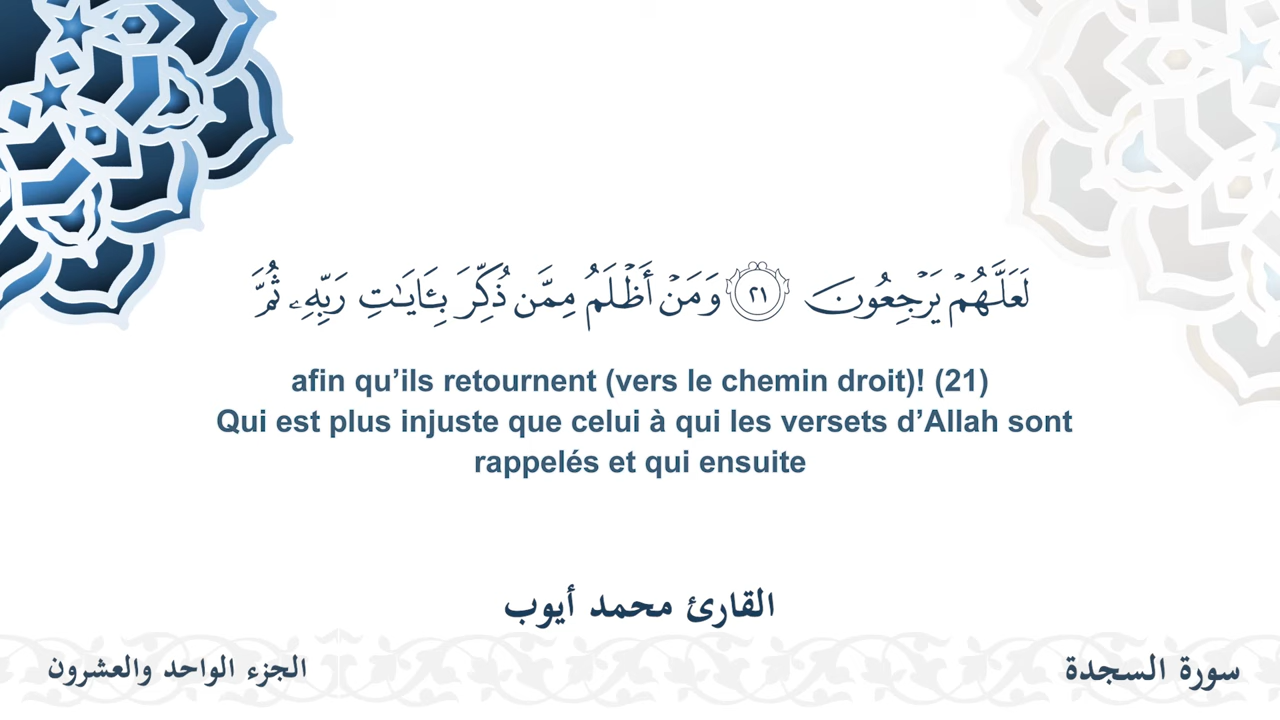 لَعَلَّهُمۡ يَرۡجِعُونَ ٢١ وَمَنۡ أَظۡلَمُ مِمَّن ذُكِّرَ بِـَٔايَٰتِ رَبِّهِۦ ثُمَّ
afin qu’ils retournent (vers le chemin droit)! (21)
Qui est plus injuste que celui à qui les versets d’Allah sont
rappelés et qui ensuite
القارئ محمد أيوب
سورة السجدة
الجزء الواحد والعشرون